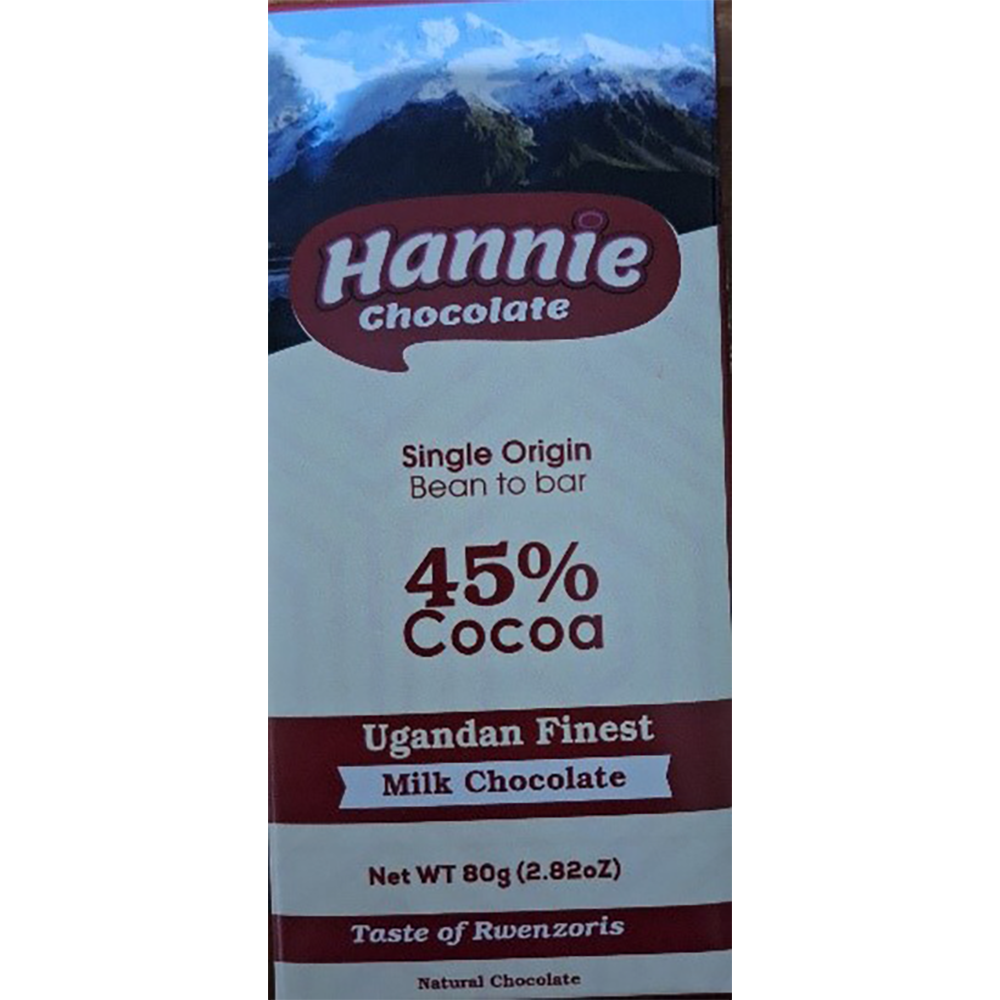 Hannie
Chocolate
Single Origin
Bean to bar
45%
Cocoa
Ugandan Finest
Milk Chocolate
Net WT 80g (2.82oZ)
Taste of Rwenzoris
Natural Chocolate